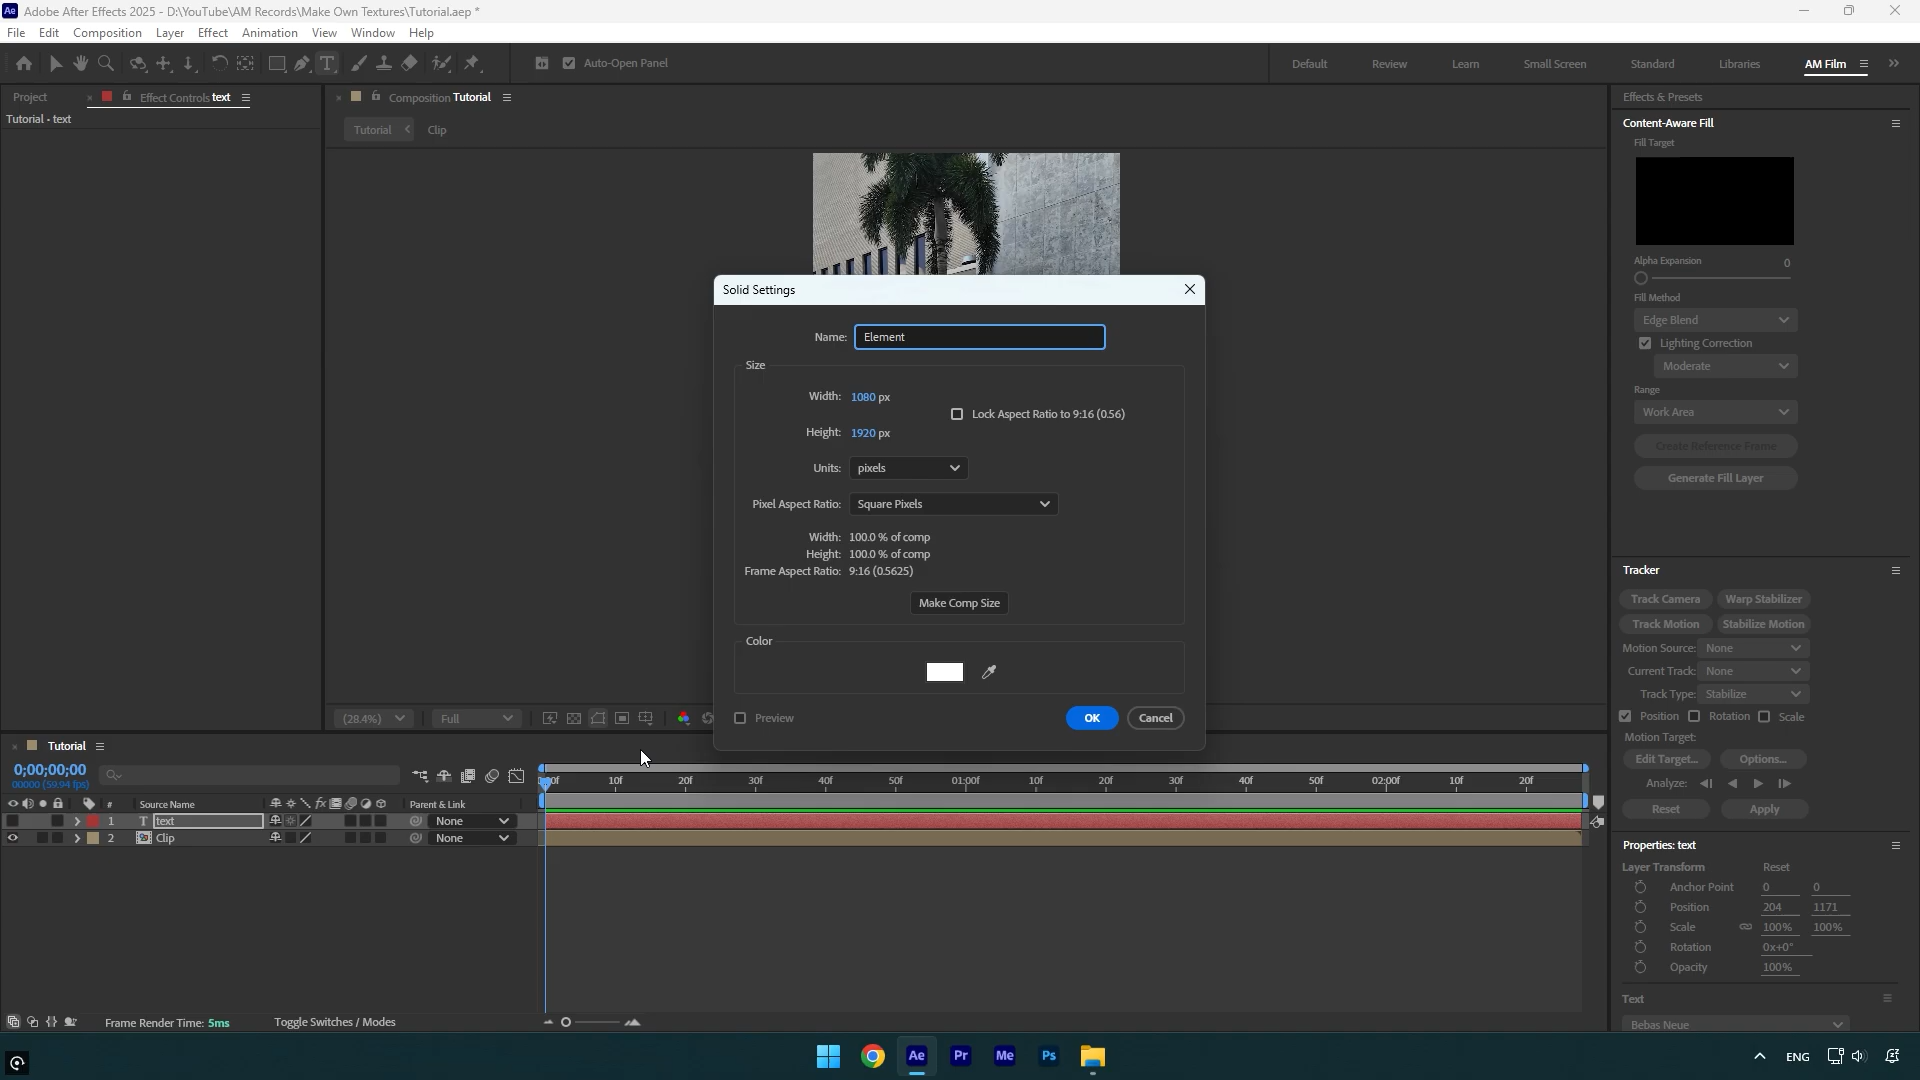 Ae Adobe After Effects 2025 - D:\YouTube\AM Records\Make Own Textures\Tutorial.aep *
File Edit Composition Layer Effect Animation View Window Help
Auto-Open Panel
Default Review Learn Small Screen Standard Libraries AM Film
Project Effect Controls text
Tutorial • text
Composition Tutorial
Tutorial Clip
Effects & Presets
Content-Aware Fill
Fill Target
Alpha Expansion 0
Fill Method
Edge Blend
Lighting Correction
Moderate
Range
Work Area
Create Reference Frame
Generate Fill Layer
Solid Settings
Name: Element
Size
Width: 1080 px
Lock Aspect Ratio to 9:16 (0.56)
Height: 1920 px
Units: pixels
Pixel Aspect Ratio: Square Pixels
Width: 100.0 % of comp
Height: 100.0 % of comp
Frame Aspect Ratio: 9:16 (0.5625)
Make Comp Size
Color
Preview
OK Cancel
(28.4%) Full
Tracker
Track Camera Warp Stabilizer
Track Motion Stabilize Motion
Motion Source: None
Current Track: None
Track Type: Stabilize
Position Rotation Scale
Motion Target:
Edit Target... Options...
Analyze:
Reset Apply
Properties: text
Layer Transform Reset
Anchor Point 0 0
Position 204 1171
Scale 100% 100%
Rotation 0x+0°
Opacity 100%
Text
Bebas Neue
Tutorial
0;00;00;00
00000 (59.94 fps)
00f 10f 20f 30f 40f 50f 01:00f 10f 20f 30f 40f 50f 02:00f 10f 20f
# Source Name fx Parent & Link
1 T text None
2 Clip None
Frame Render Time: 5ms Toggle Switches / Modes
Ae Pr Me Ps
ENG